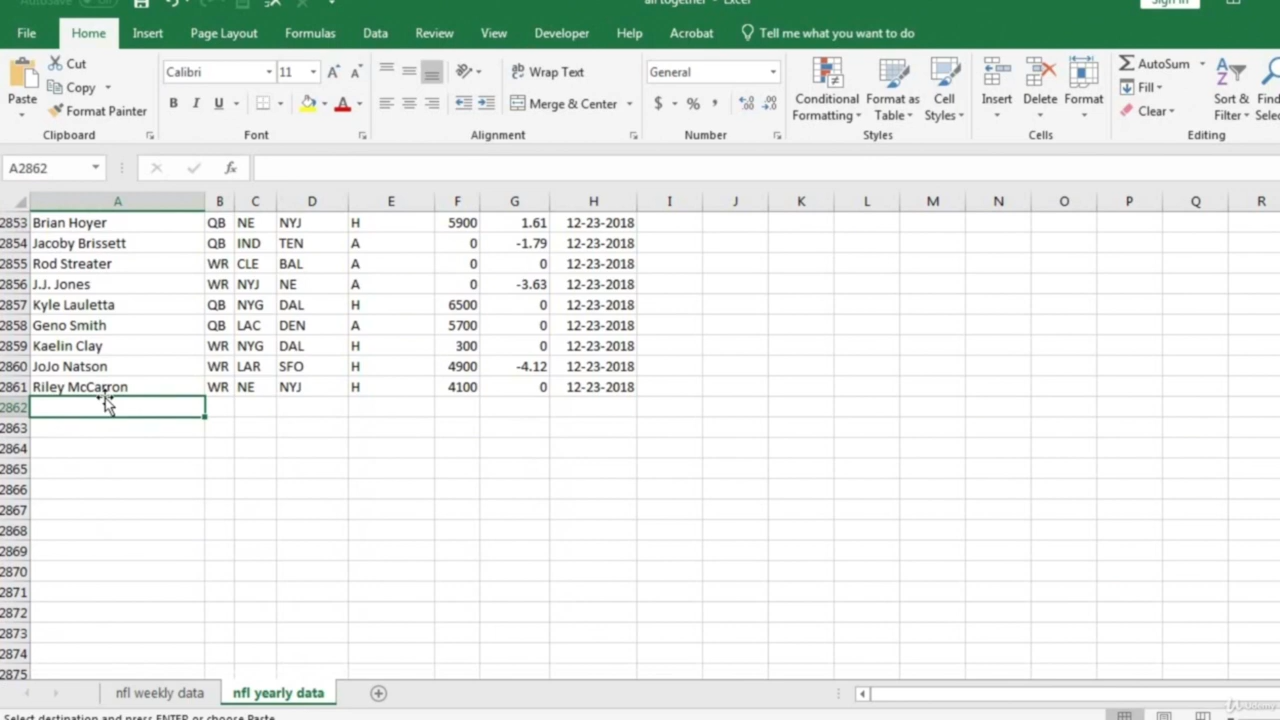 all together - Excel
Sign in
File Home Insert Page Layout Formulas Data Review View Developer Help Acrobat Tell me what you want to do
Paste
Cut
Copy
Format Painter
Clipboard
Calibri 11
B I U
Font
Wrap Text
Merge & Center
Alignment
General
$ % ,
Number
Conditional Formatting
Format as Table
Cell Styles
Styles
Insert Delete Format
Cells
AutoSum
Fill
Clear
Sort & Filter
Editing
A2862 fx
A B C D E F G H I J K L M N O P Q R
2853 Brian Hoyer QB NE NYJ H 5900 1.61 12-23-2018
2854 Jacoby Brissett QB IND TEN A 0 -1.79 12-23-2018
2855 Rod Streater WR CLE BAL A 0 0 12-23-2018
2856 J.J. Jones WR NYJ NE A 0 -3.63 12-23-2018
2857 Kyle Lauletta QB NYG DAL H 6500 0 12-23-2018
2858 Geno Smith QB LAC DEN A 5700 0 12-23-2018
2859 Kaelin Clay WR NYG DAL H 300 0 12-23-2018
2860 JoJo Natson WR LAR SFO H 4900 -4.12 12-23-2018
2861 Riley McCarron WR NE NYJ H 4100 0 12-23-2018
2862
2863
2864
2865
2866
2867
2868
2869
2870
2871
2872
2873
2874
2875
nfl weekly data nfl yearly data
Select destination and press ENTER or choose Paste
Udemy